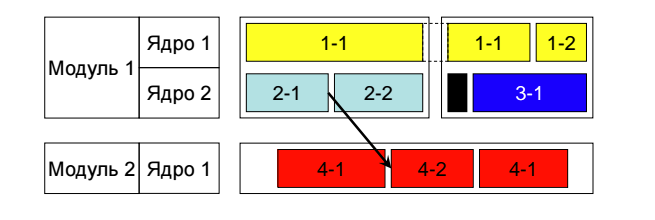 Модуль 1 Ядро 1 1-1 1-1 1-2
Ядро 2 2-1 2-2 3-1
Модуль 2 Ядро 1 4-1 4-2 4-1